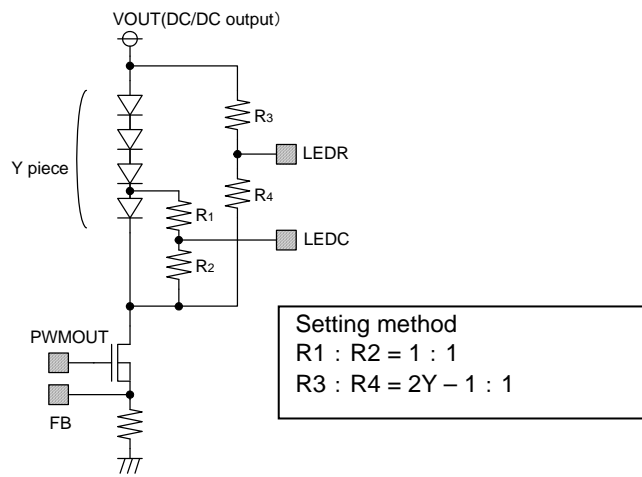 VOUT(DC/DC output)
R3
LEDR
Y piece
R4
R1
LEDC
R2
PWMOUT
FB
Setting method
R1 : R2 = 1 : 1
R3 : R4 = 2Y – 1 : 1